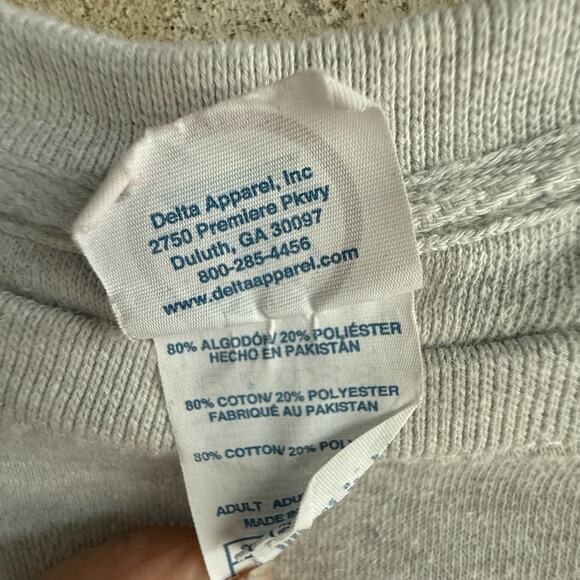 Delta Apparel, Inc
2750 Premiere Pkwy
Duluth, GA 30097
800-285-4456
www.deltaapparel.com
80% ALGODÓN/ 20% POLIÉSTER
HECHO EN PAKISTÁN
80% COTON/ 20% POLYESTER
FABRIQUÉ AU PAKISTAN
80% COTTON/ 20%
ADULT
MADE